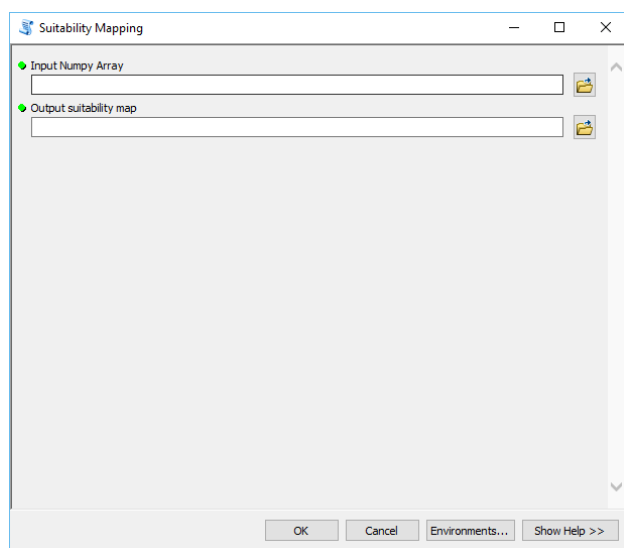 Suitability Mapping
Input Numpy Array
Output suitability map
OK Cancel Environments... Show Help >>